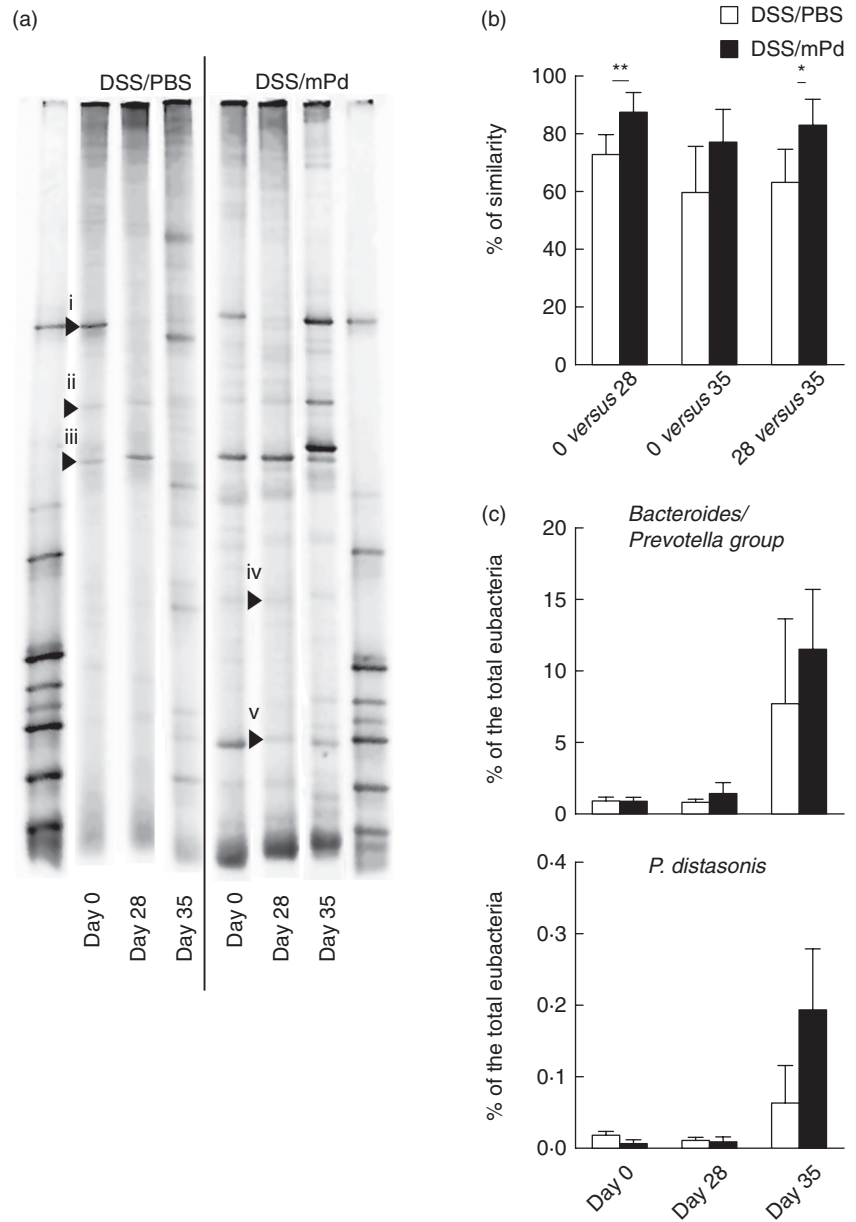 (a)
DSS/PBS
DSS/mPd
i
ii
iii
iv
v
Day 0
Day 28
Day 35
Day 0
Day 28
Day 35
(b)
DSS/PBS
DSS/mPd
**
*
100
80
60
40
20
0
% of similarity
0 versus 28
0 versus 35
28 versus 35
(c)
Bacteroides/
Prevotella group
20
15
10
5
0
% of the total eubacteria
P. distasonis
0·4
0·3
0·2
0·1
0·0
% of the total eubacteria
Day 0
Day 28
Day 35